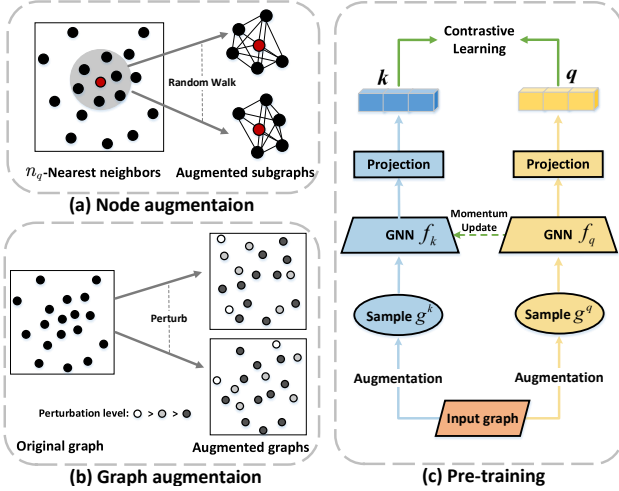 Random Walk
n_q-Nearest neighbors
Augmented subgraphs
(a) Node augmentaion
Perturb
Perturbation level: > >
Original graph
Augmented graphs
(b) Graph augmentaion
Contrastive
Learning
k
q
Projection
Projection
Momentum
Update
GNN f_k
GNN f_q
Sample g^k
Sample g^q
Augmentation
Augmentation
Input graph
(c) Pre-training